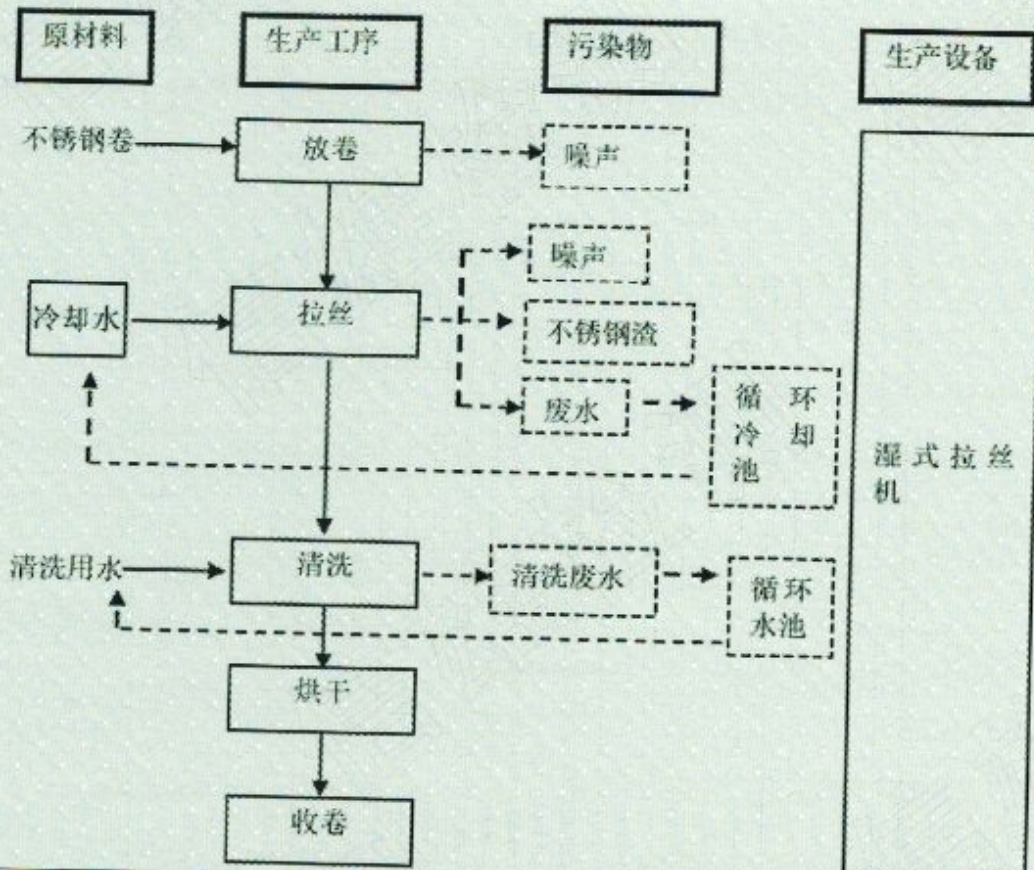 原材料
生产工序
污染物
生产设备
不锈钢卷
放卷
噪声
噪声
冷却水
拉丝
不锈钢渣
废水
循环
冷却
池
湿式拉丝
机
清洗用水
清洗
清洗废水
循环
水池
烘干
收卷